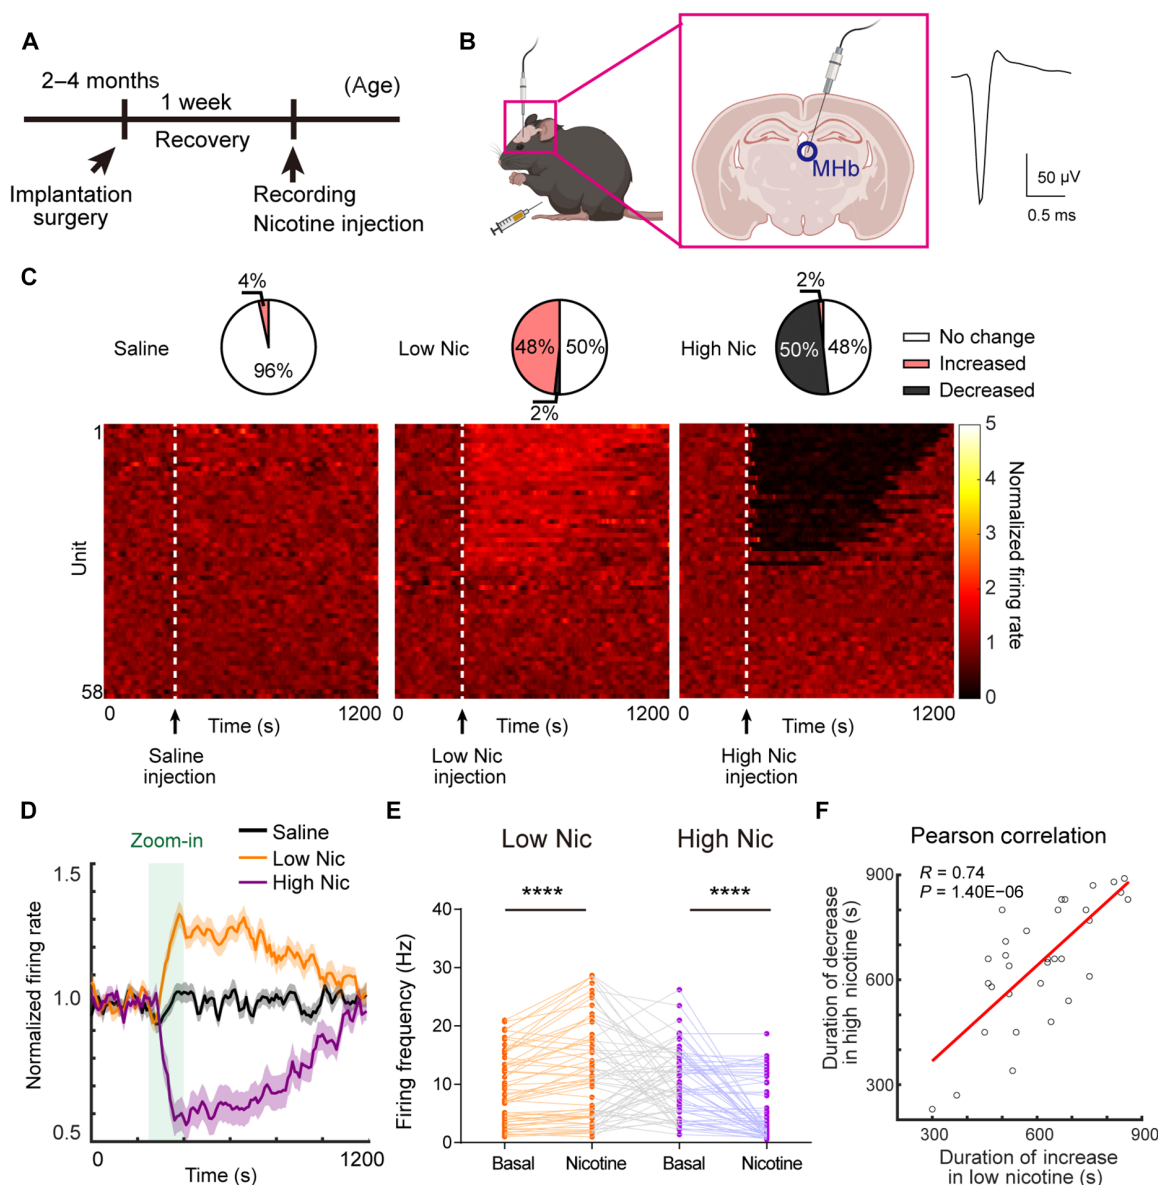 A
2–4 months
1 week
(Age)
Recovery
Implantation
surgery
Recording
Nicotine injection
B
MHb
50 µV
0.5 ms
C
4%
2%
Saline
96%
Low Nic
48%
50%
2%
High Nic
50%
48%
No change
Increased
Decreased
1
Unit
58
5
4
3
2
1
0
Normalized firing rate
0
Time (s)
1200
0
Time (s)
1200
0
Time (s)
1200
Saline
injection
Low Nic
injection
High Nic
injection
D
Zoom-in
Saline
Low Nic
High Nic
1.5
1.0
0.5
Normalized firing rate
0
1200
Time (s)
E
Low Nic
High Nic
****
****
40
30
20
10
0
Firing frequency (Hz)
Basal
Nicotine
Basal
Nicotine
F
Pearson correlation
R = 0.74
P = 1.40E−06
900
600
300
Duration of decrease
in high nicotine (s)
300
600
900
Duration of increase
in low nicotine (s)